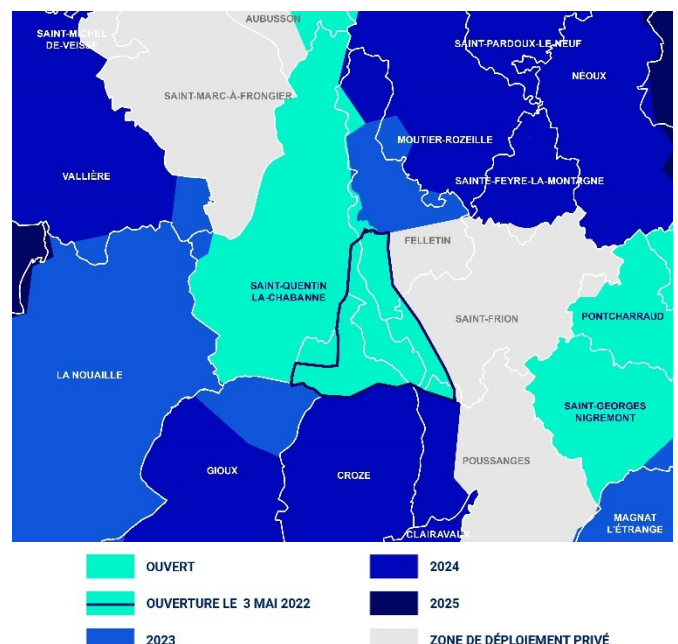 AUBUSSON
SAINT-MICHEL
DE-VEISSE
SAINT-PARDOUX-LE-NEUF
NÉOUX
SAINT-MARC-À-FRONGIER
MOUTIER-ROZEILLE
VALLIÈRE
SAINTE-FEYRE-LA-MONTAGNE
FELLETIN
SAINT-QUENTIN
LA-CHABANNE
SAINT-FRION
PONTCHARRAUD
LA NOUAILLE
SAINT-GEORGES
NIGREMONT
GIOUX
CROZE
POUSSANGES
MAGNAT
L'ÉTRANGE
CLAIRAVAUX
OUVERT
2024
OUVERTURE LE 3 MAI 2022
2025
2023
ZONE DE DÉPLOIEMENT PRIVÉ